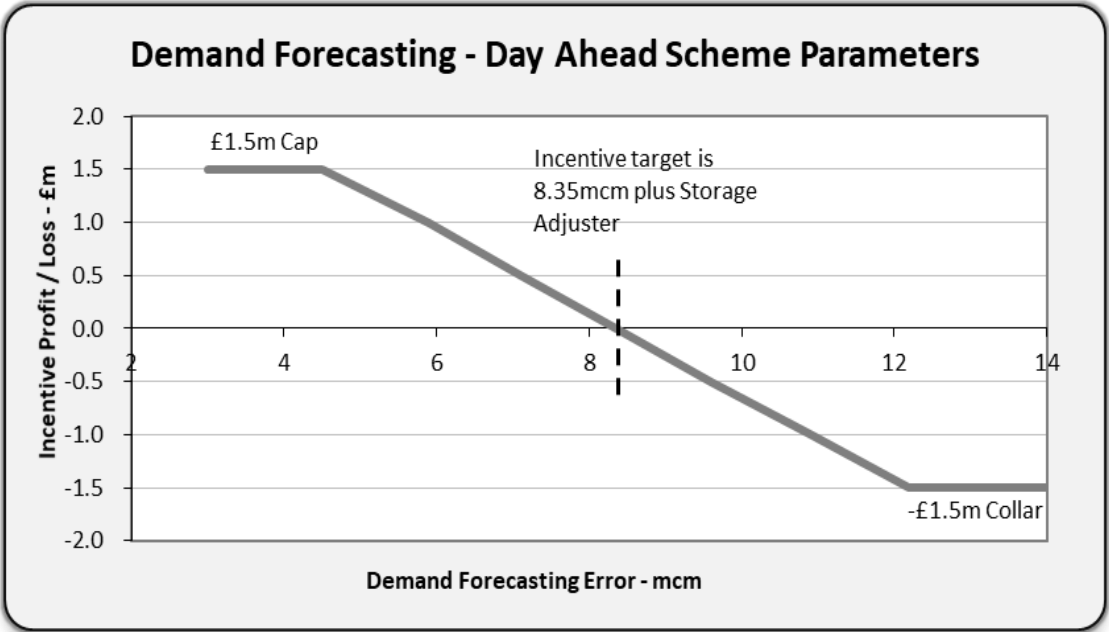 Demand Forecasting - Day Ahead Scheme Parameters
2.0
£1.5m Cap
1.5
Incentive target is
8.35mcm plus Storage
Adjuster
1.0
0.5
0.0
2 4 6 8 10 12 14
-0.5
-1.0
-1.5
-£1.5m Collar
-2.0
Incentive Profit / Loss - £m
Demand Forecasting Error - mcm